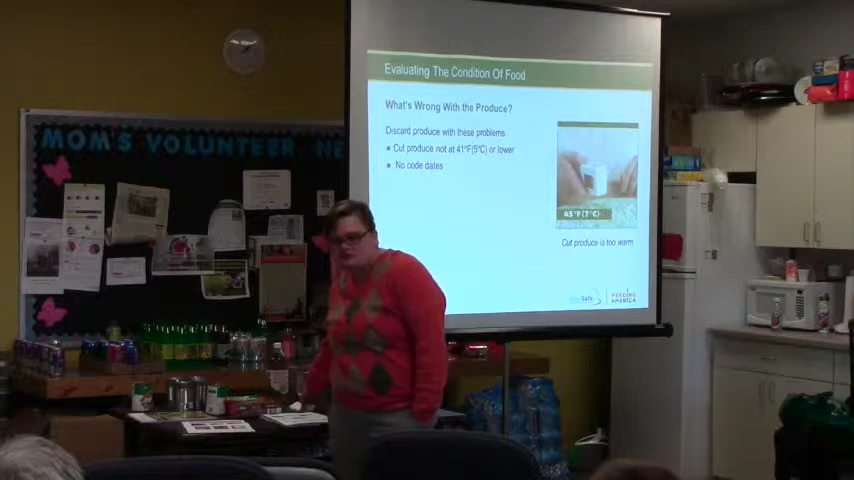 Evaluating The Condition Of Food
What's Wrong With the Produce?
Discard produce with these problems
Cut produce not at 41°F(5°C) or lower
No code dates
45 °F (7 °C)
Cut produce is too warm
FEEDING
AMERICA
MOM'S VOLUNTEER NE